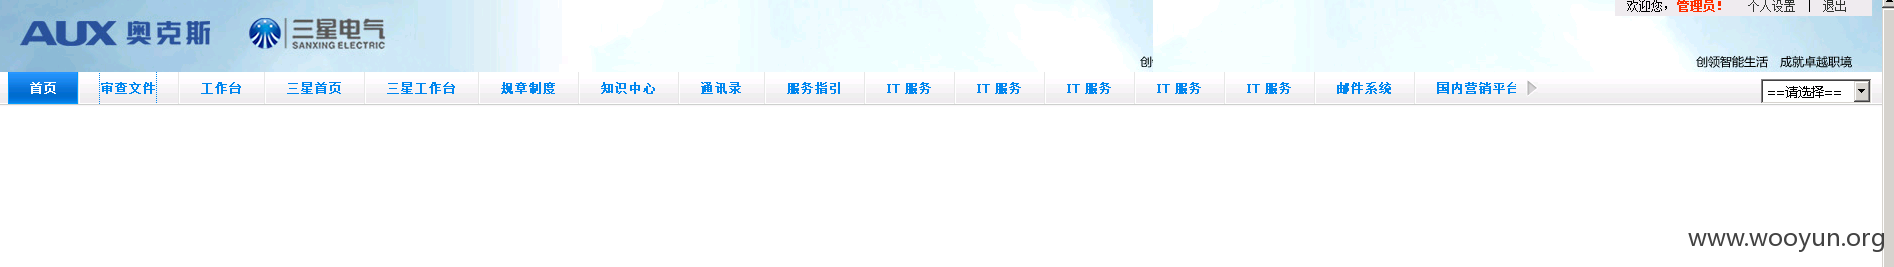 欢迎您，管理员! 个人设置 | 退出
AUX 奥克斯 三星电气
SANXING ELECTRIC
创领智能生活 成就卓越职境
首页 审查文件 工作台 三星首页 三星工作台 规章制度 知识中心 通讯录 服务指引 IT 服务 IT 服务 IT 服务 IT 服务 IT 服务 邮件系统 国内营销平台 ==请选择==
www.wooyun.org